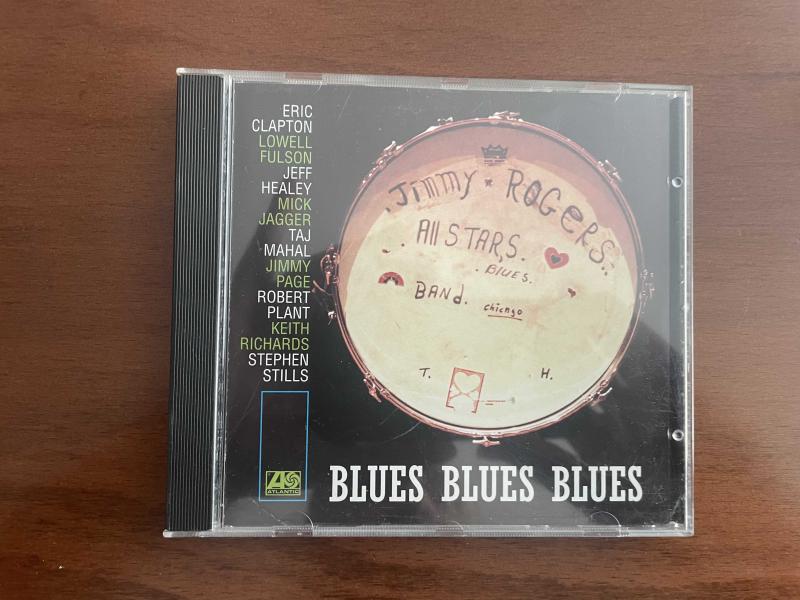 ERIC
CLAPTON
LOWELL
FULSON
JEFF
HEALEY
MICK
JAGGER
TAJ
MAHAL
JIMMY
PAGE
ROBERT
PLANT
KEITH
RICHARDS
STEPHEN
STILLS
ATLANTIC
Jimmy ROGERS.
All STARS.
BLUES.
BANd. chicago
T. H.
BLUES BLUES BLUES